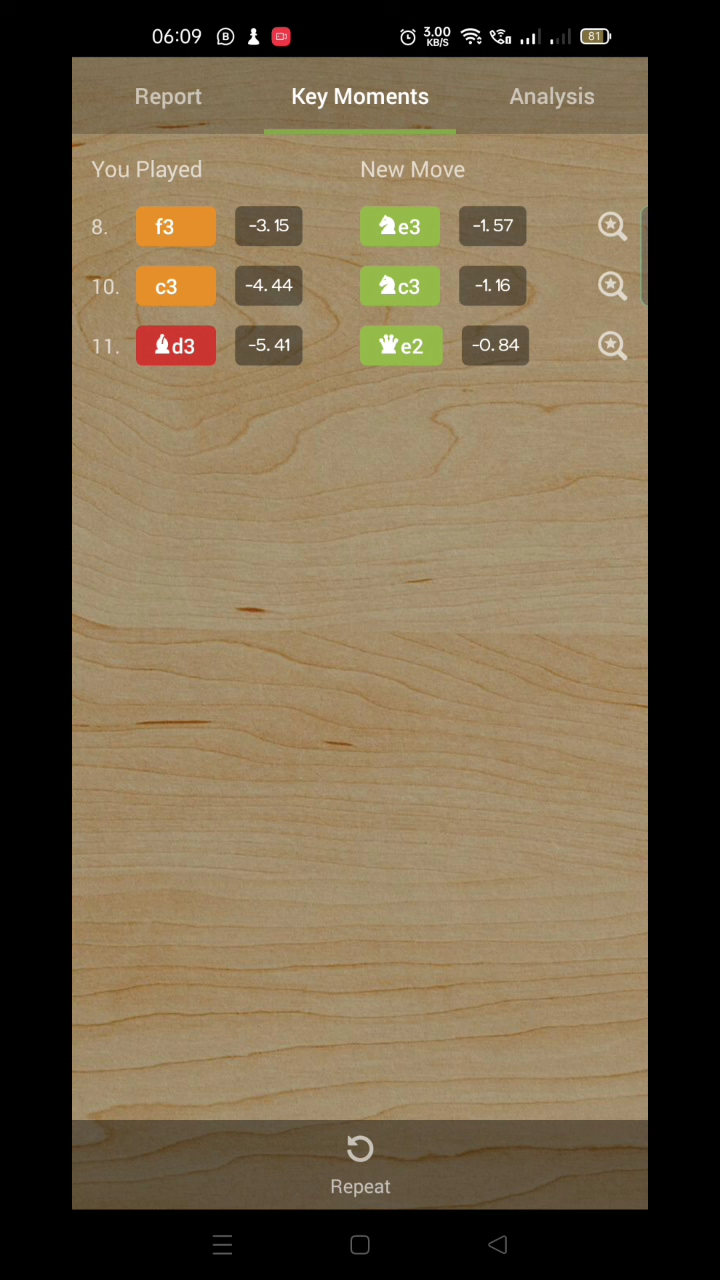 06:09 3.00 KB/S 81
Report Key Moments Analysis
You Played New Move
8. f3 -3.15 e3 -1.57
10. c3 -4.44 c3 -1.16
11. d3 -5.41 e2 -0.84
Repeat